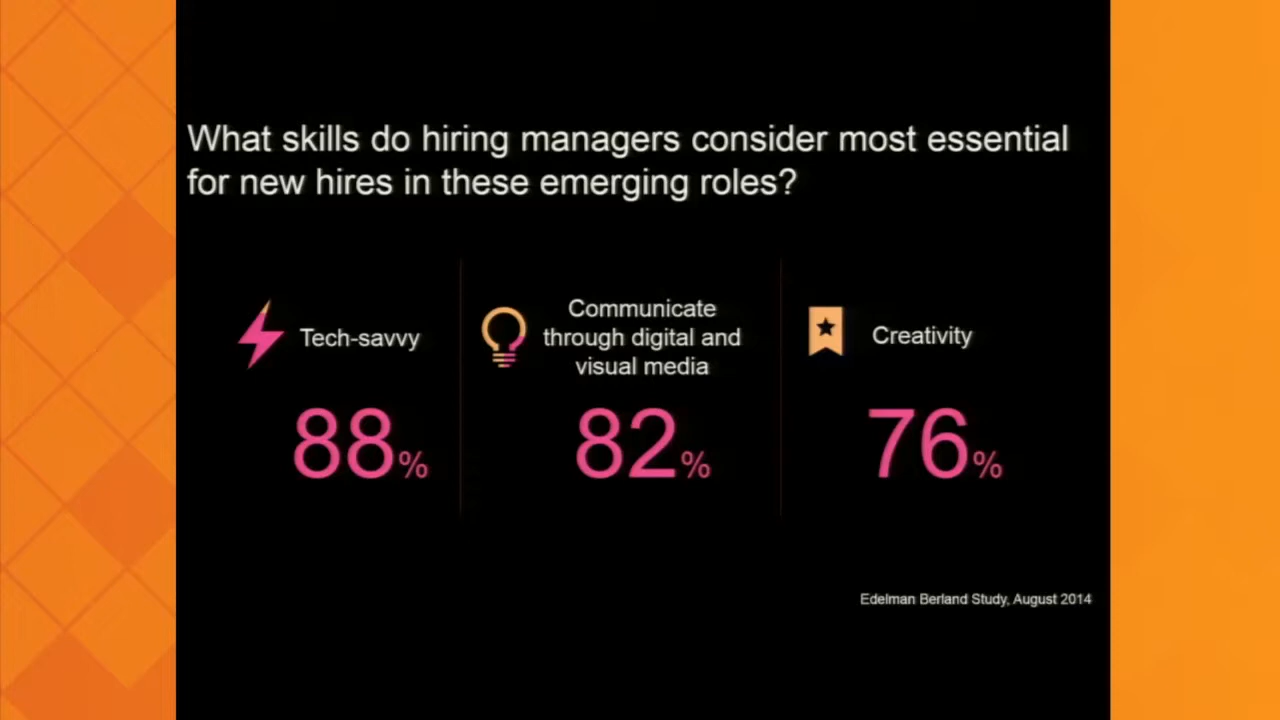 What skills do hiring managers consider most essential
for new hires in these emerging roles?
Tech-savvy
88%
Communicate
through digital and
visual media
82%
Creativity
76%
Edelman Berland Study, August 2014